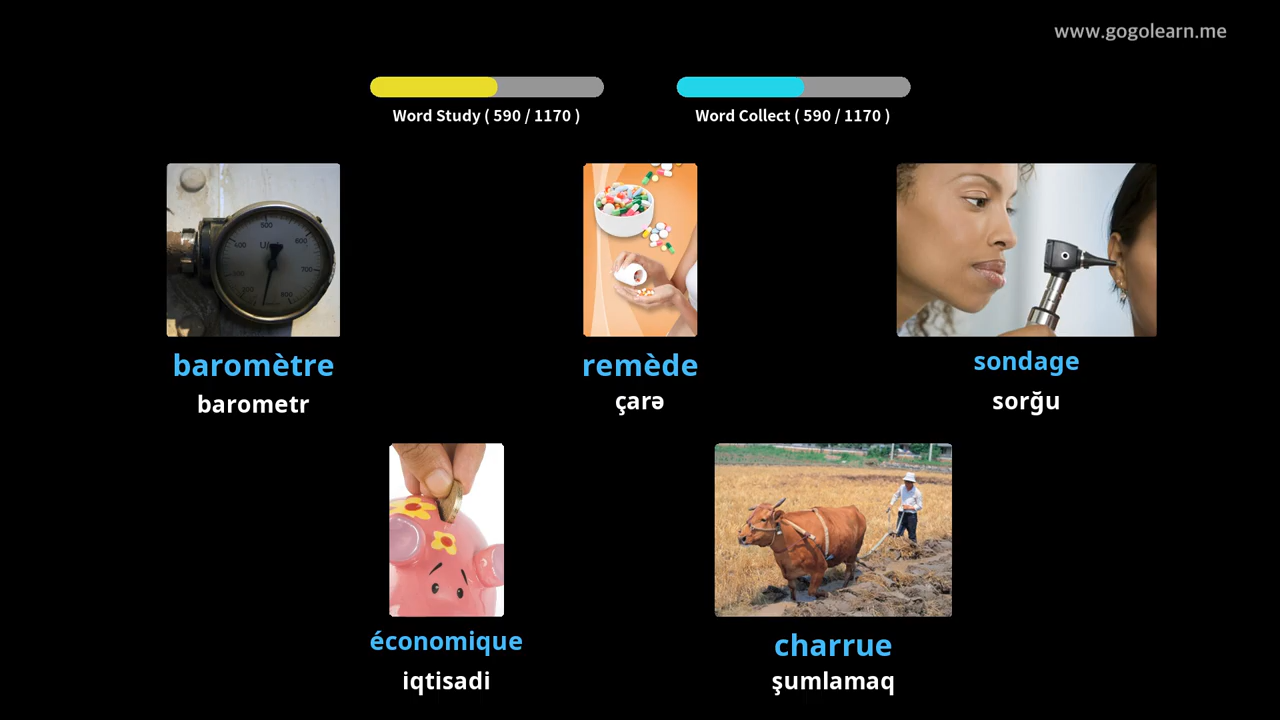 www.gogolearn.me
Word Study ( 590 / 1170 )
Word Collect ( 590 / 1170 )
baromètre
barometr
remède
çarə
sondage
sorğu
économique
iqtisadi
charrue
şumlamaq